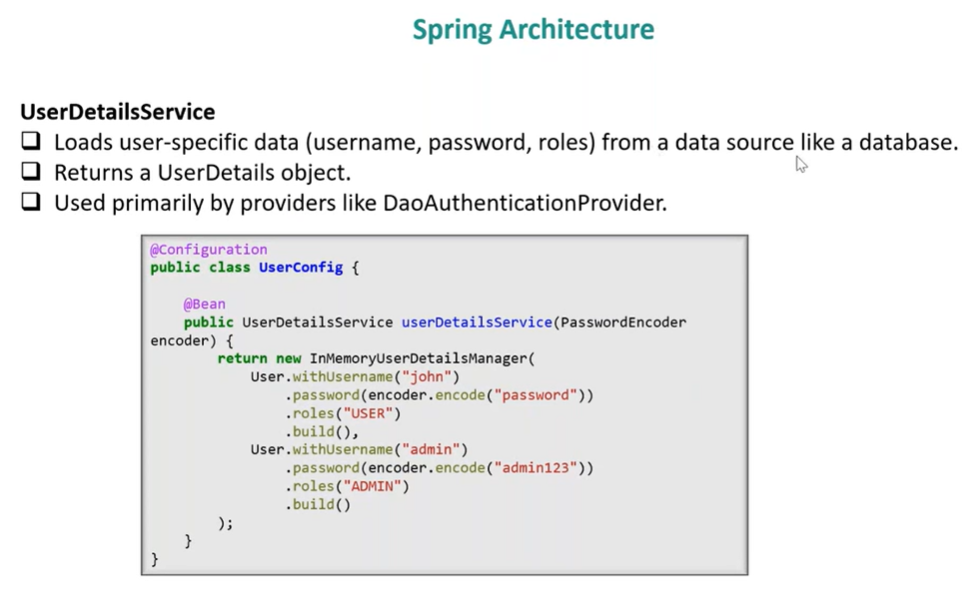 Spring Architecture
UserDetailsService
Loads user-specific data (username, password, roles) from a data source like a database.
Returns a UserDetails object.
Used primarily by providers like DaoAuthenticationProvider.
@Configuration
public class UserConfig {
@Bean
public UserDetailsService userDetailsService(PasswordEncoder
encoder) {
return new InMemoryUserDetailsManager(
User.withUsername("john")
.password(encoder.encode("password"))
.roles("USER")
.build(),
User.withUsername("admin")
.password(encoder.encode("admin123"))
.roles("ADMIN")
.build()
);
}
}